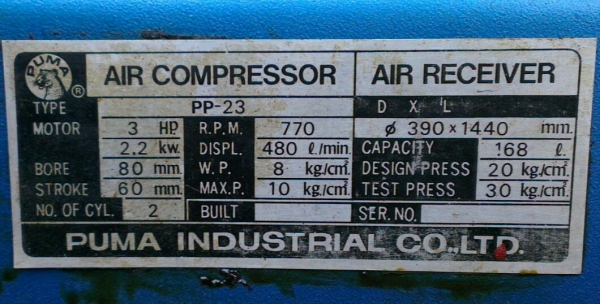 PUMA ®
AIR COMPRESSOR AIR RECEIVER
TYPE PP-23 D X L
MOTOR 3 HP R.P.M. 770 ø 390x1440 mm.
2.2 kw. DISPL. 480 ℓ/min. CAPACITY 168 ℓ.
BORE 80 mm. W.P. 8 kg/cm². DESIGN PRESS 20 kg/cm².
STROKE 60 mm. MAX.P. 10 kg/cm². TEST PRESS 30 kg/cm².
NO. OF CYL. 2 BUILT SER. NO.
PUMA INDUSTRIAL CO.,LTD.